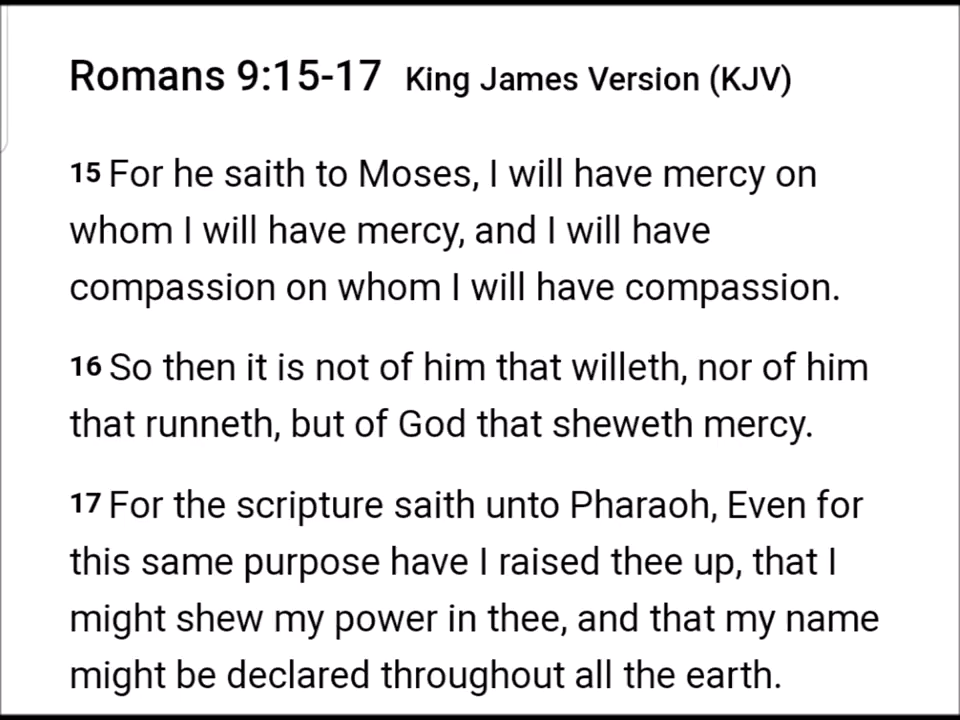 Romans 9:15-17 King James Version (KJV)
15 For he saith to Moses, I will have mercy on
whom I will have mercy, and I will have
compassion on whom I will have compassion.
16 So then it is not of him that willeth, nor of him
that runneth, but of God that sheweth mercy.
17 For the scripture saith unto Pharaoh, Even for
this same purpose have I raised thee up, that I
might shew my power in thee, and that my name
might be declared throughout all the earth.